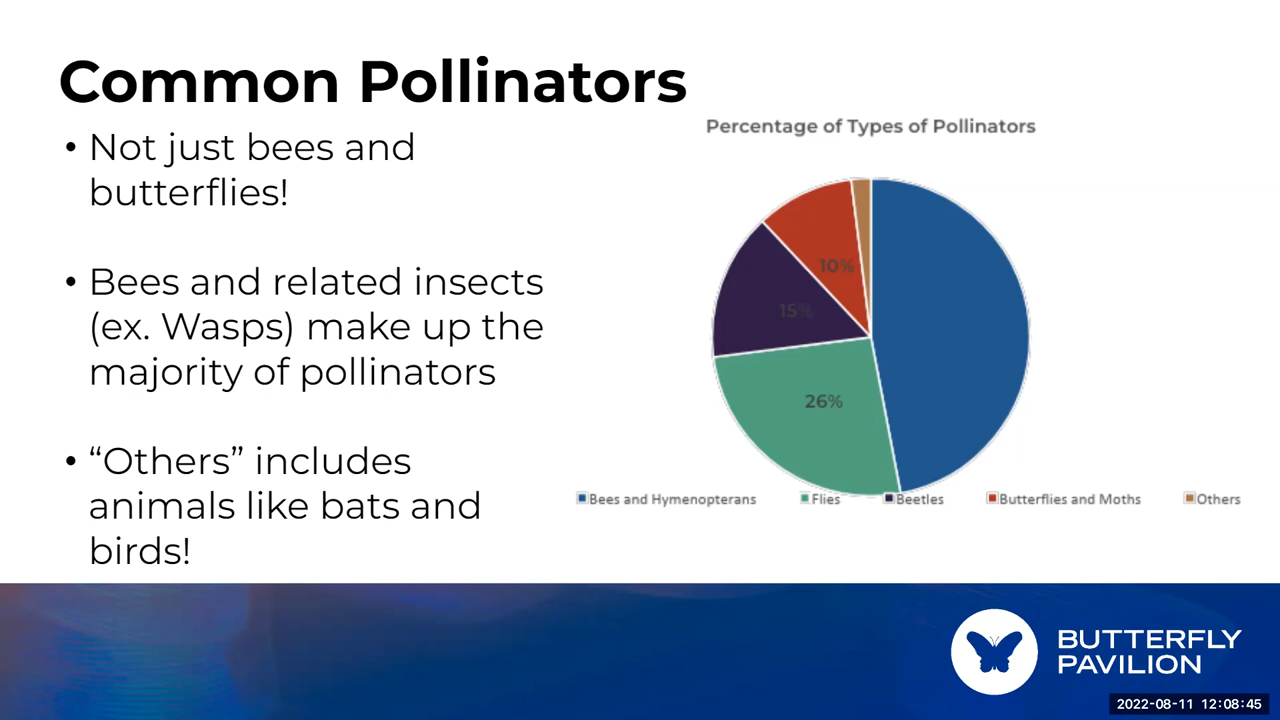 Common Pollinators
• Not just bees and
butterflies!
• Bees and related insects
(ex. Wasps) make up the
majority of pollinators
• “Others” includes
animals like bats and
birds!
Percentage of Types of Pollinators
10%
15%
26%
Bees and Hymenopterans Flies Beetles Butterflies and Moths Others
BUTTERFLY
PAVILION
2022-08-11 12:08:45